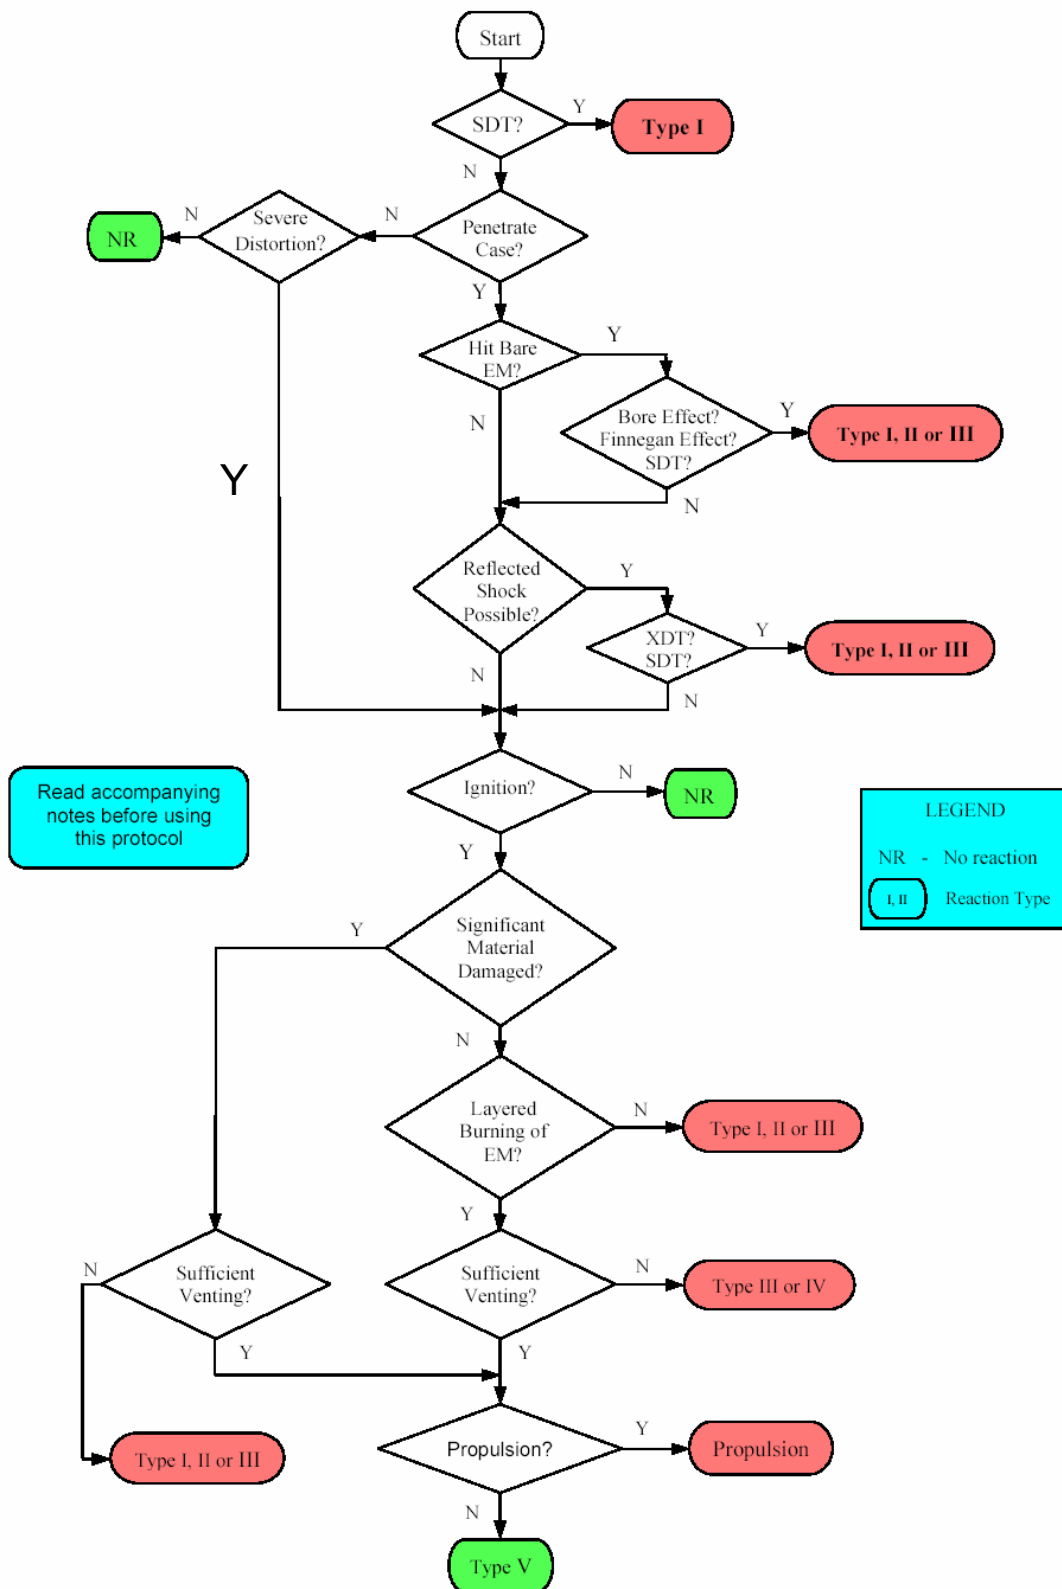 Start
SDT?
Y
Type I
N
Severe
Distortion?
N
NR
N
Penetrate
Case?
Y
Hit Bare
EM?
Y
N
Bore Effect?
Finnegan Effect?
SDT?
Y
Type I, II or III
N
Y
Reflected
Shock
Possible?
Y
XDT?
SDT?
Y
Type I, II or III
N
N
Read accompanying
notes before using
this protocol
Ignition?
N
NR
Y
LEGEND
NR - No reaction
I, II Reaction Type
Significant
Material
Damaged?
Y
N
Layered
Burning of
EM?
N
Type I, II or III
Y
Sufficient
Venting?
N
Y
Sufficient
Venting?
N
Type III or IV
Y
Type I, II or III
Propulsion?
Y
Propulsion
N
Type V